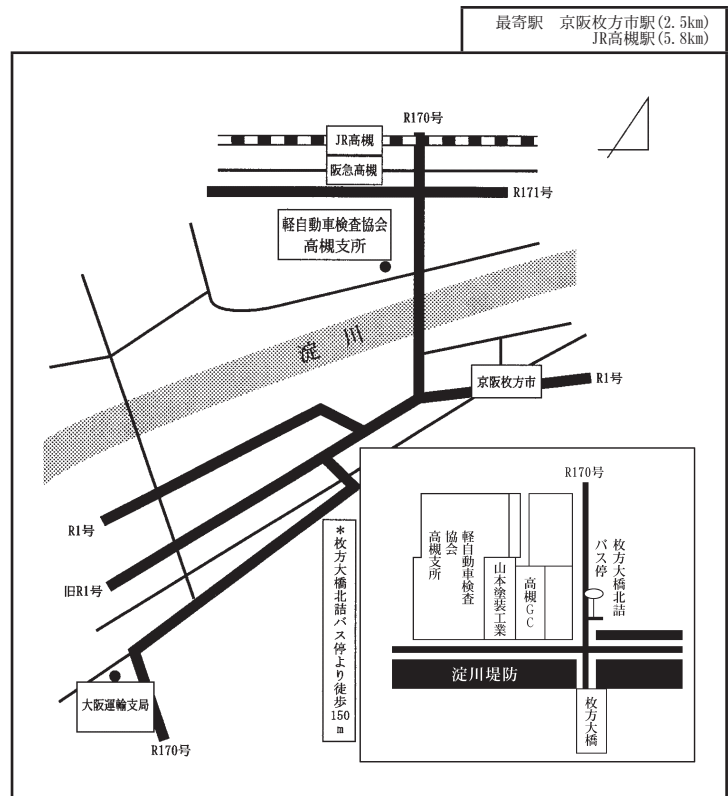 最寄駅　京阪枚方市駅(2.5km)
JR高槻駅(5.8km)
R170号
JR高槻
阪急高槻
R171号
軽自動車検査協会
高槻支所
淀川
京阪枚方市
R1号
R1号
旧R1号
＊枚方大橋北詰バス停より徒歩150m
大阪運輸支局
R170号
R170号
軽自動車検査
協会
高槻支所
山本塗装工業
高槻GC
枚方大橋北詰
バス停
淀川堤防
枚方大橋